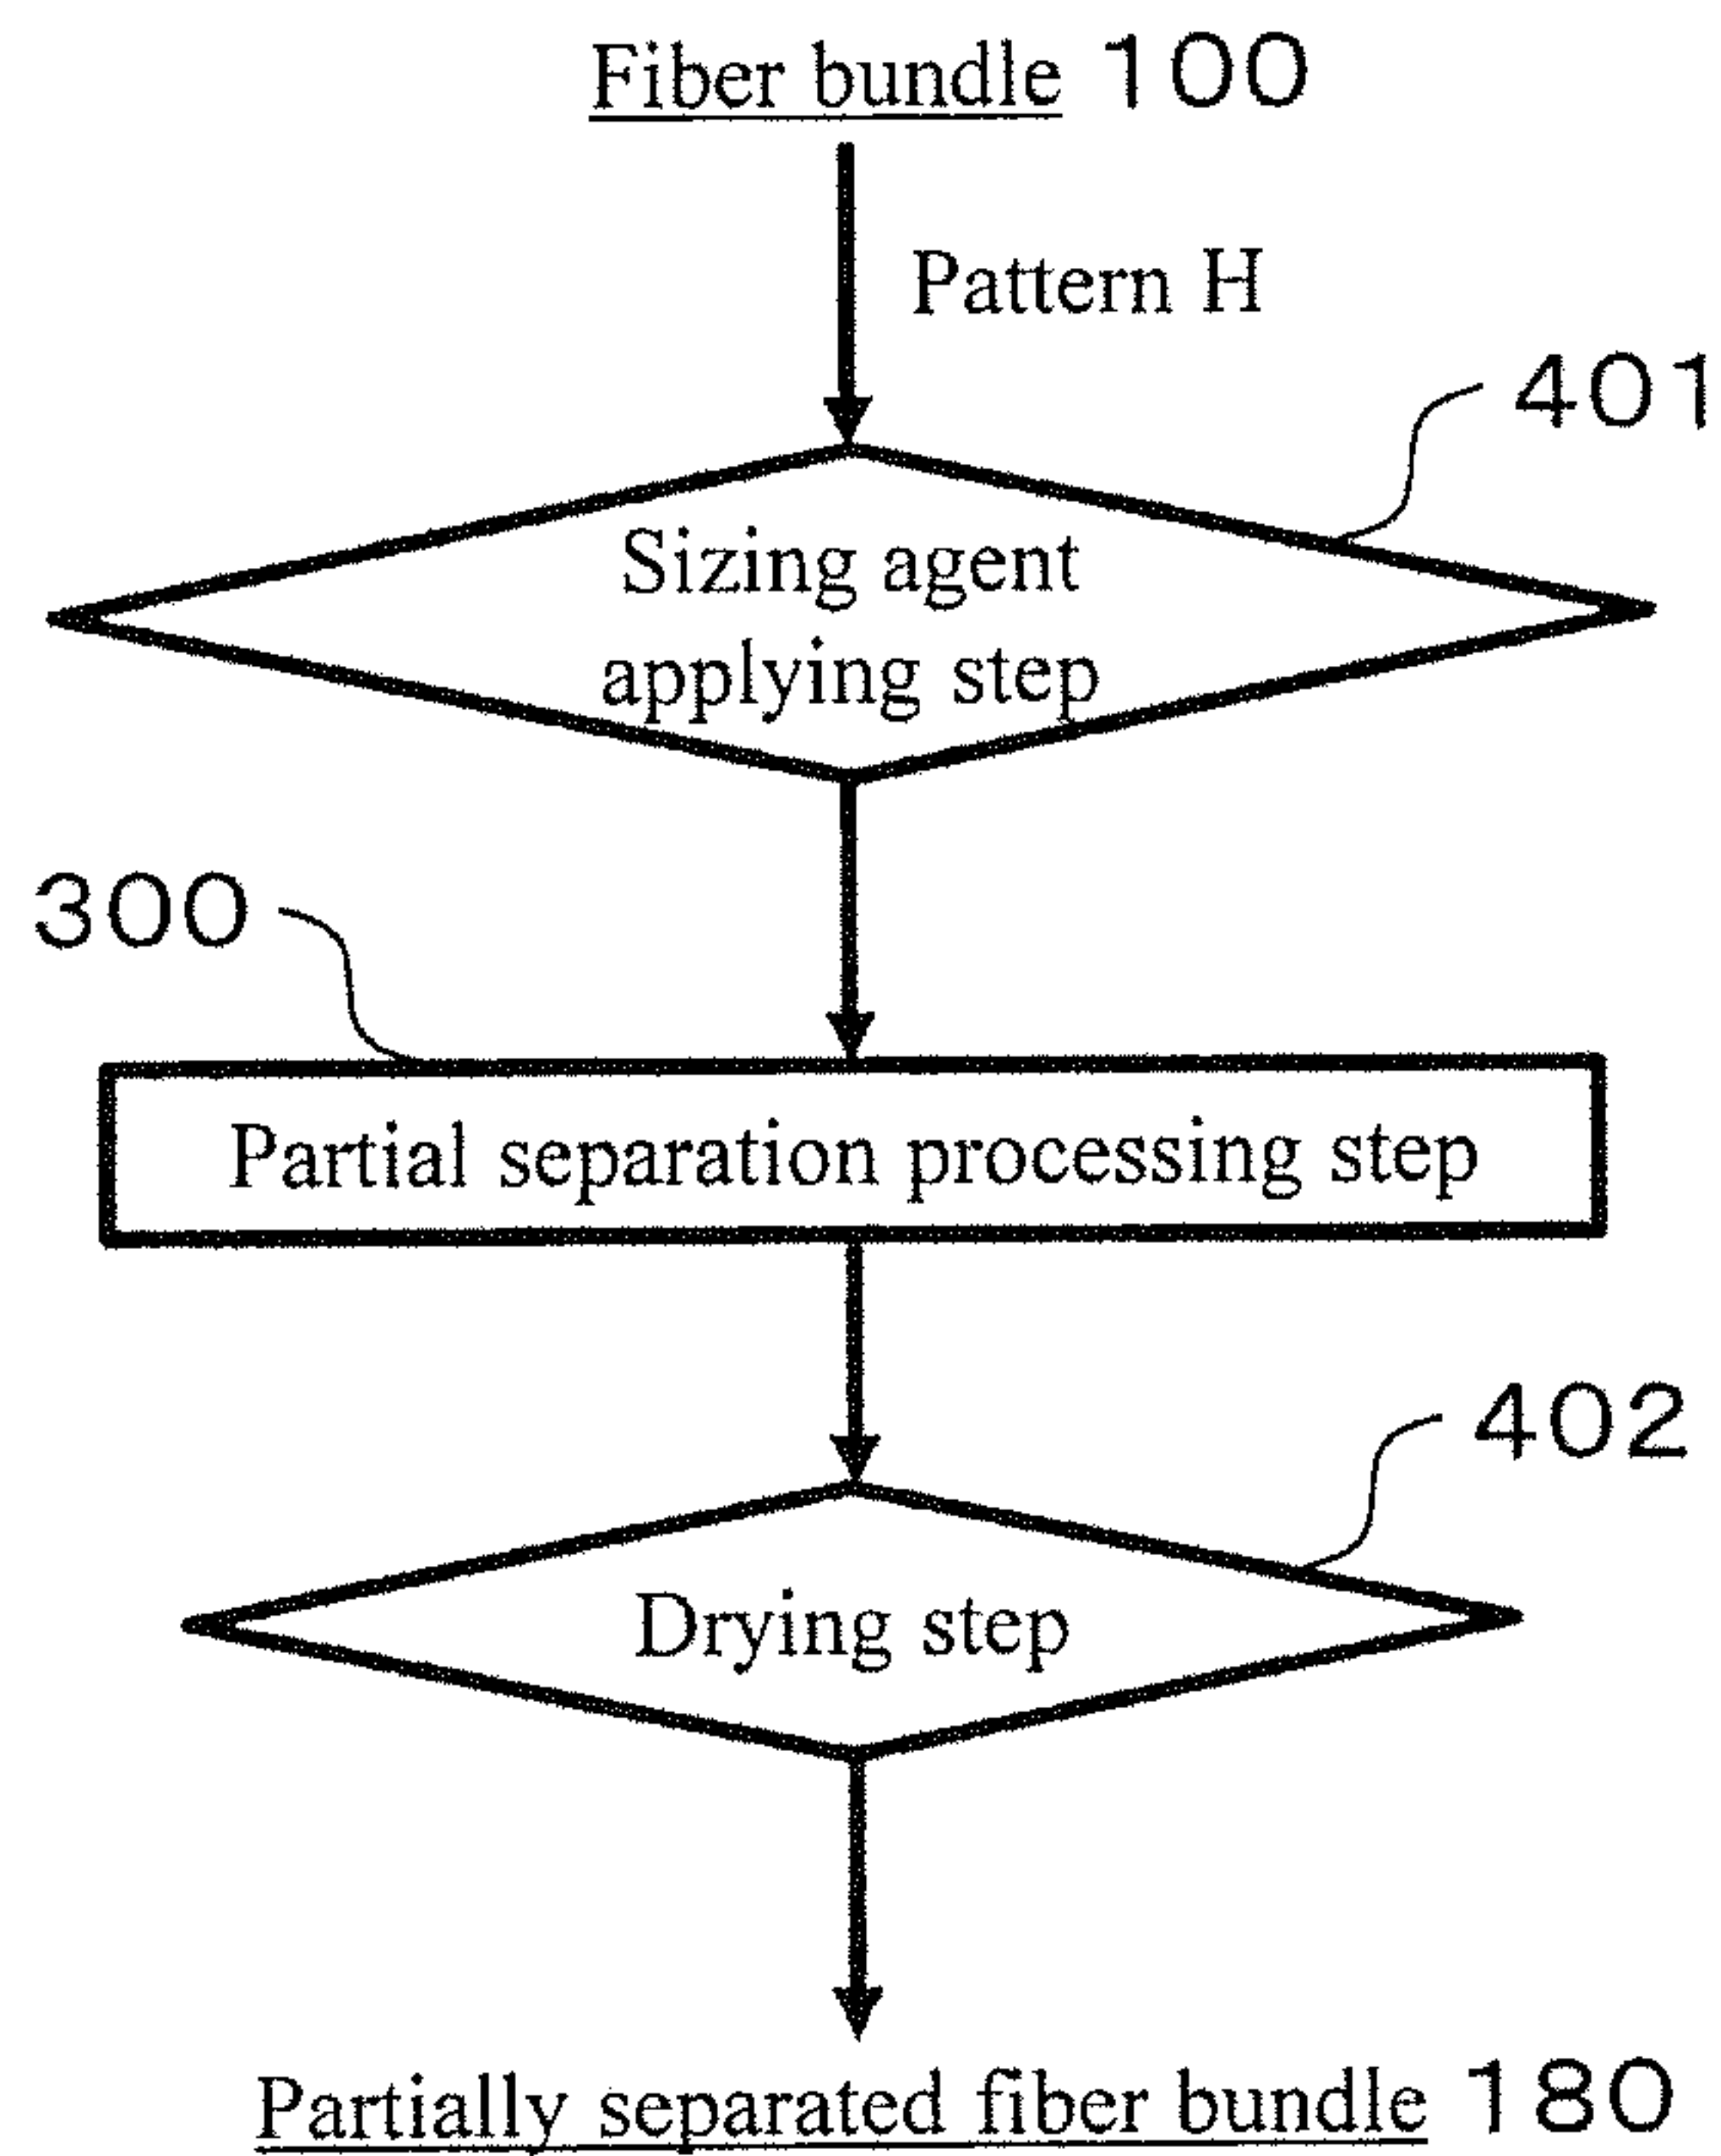 Fiber bundle 100
Pattern H
401
Sizing agent
applying step
300
Partial separation processing step
402
Drying step
Partially separated fiber bundle 180